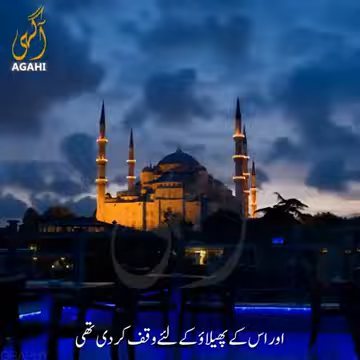 آگہی
AGAHI
اور اس کے پھیلاؤ کے لئے وقف کر دی تھی